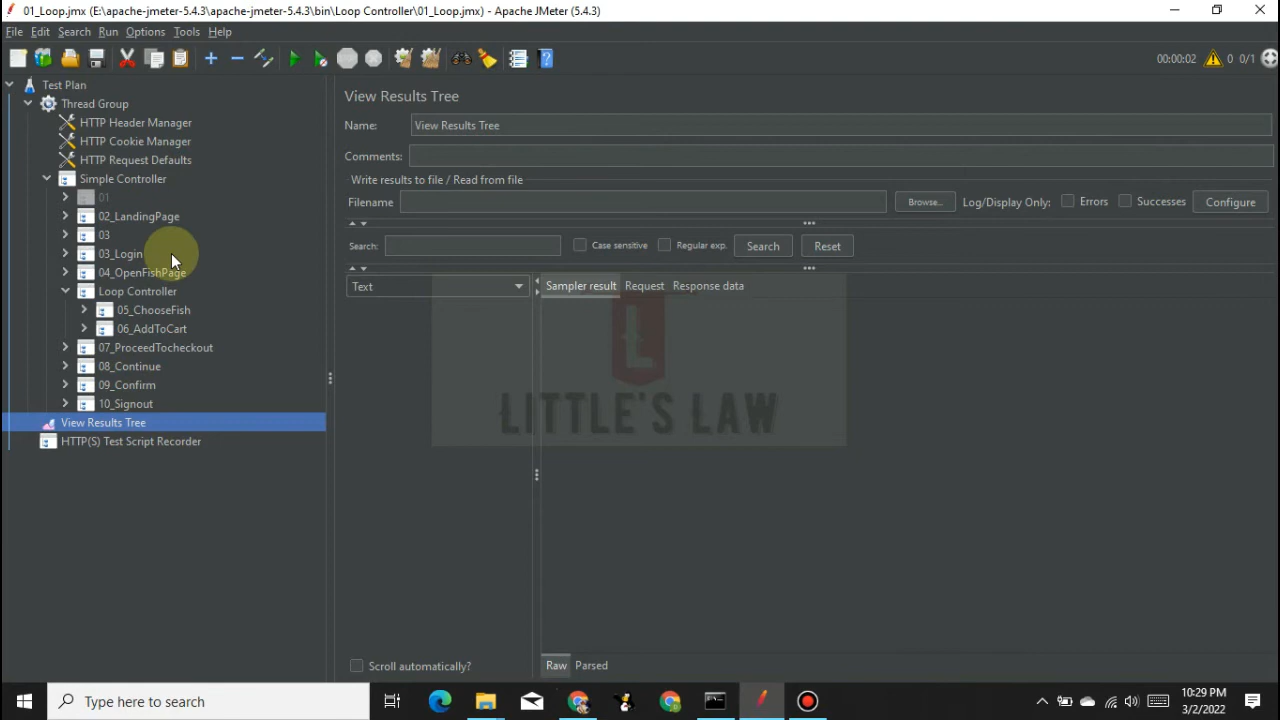 01_Loop.jmx (E:\apache-jmeter-5.4.3\apache-jmeter-5.4.3\bin\Loop Controller\01_Loop.jmx) - Apache JMeter (5.4.3)
File Edit Search Run Options Tools Help
00:00:02 0 0/1
Test Plan
Thread Group
HTTP Header Manager
HTTP Cookie Manager
HTTP Request Defaults
Simple Controller
01
02_LandingPage
03
03_Login
04_OpenFishPage
Loop Controller
05_ChooseFish
06_AddToCart
07_ProceedTocheckout
08_Continue
09_Confirm
10_Signout
View Results Tree
HTTP(S) Test Script Recorder
View Results Tree
Name: View Results Tree
Comments:
Write results to file / Read from file
Filename Browse... Log/Display Only: Errors Successes Configure
Search: Case sensitive Regular exp. Search Reset
Text Sampler result Request Response data
L
LITTLE'S LAW
Scroll automatically? Raw Parsed
Type here to search
10:29 PM
3/2/2022